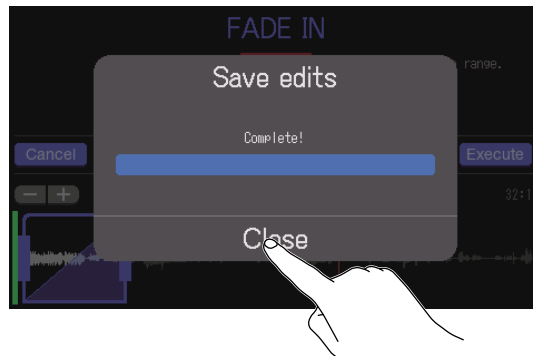 FADE IN
range.
Save edits
Complete!
Cancel
Execute
− +
32:1
Close